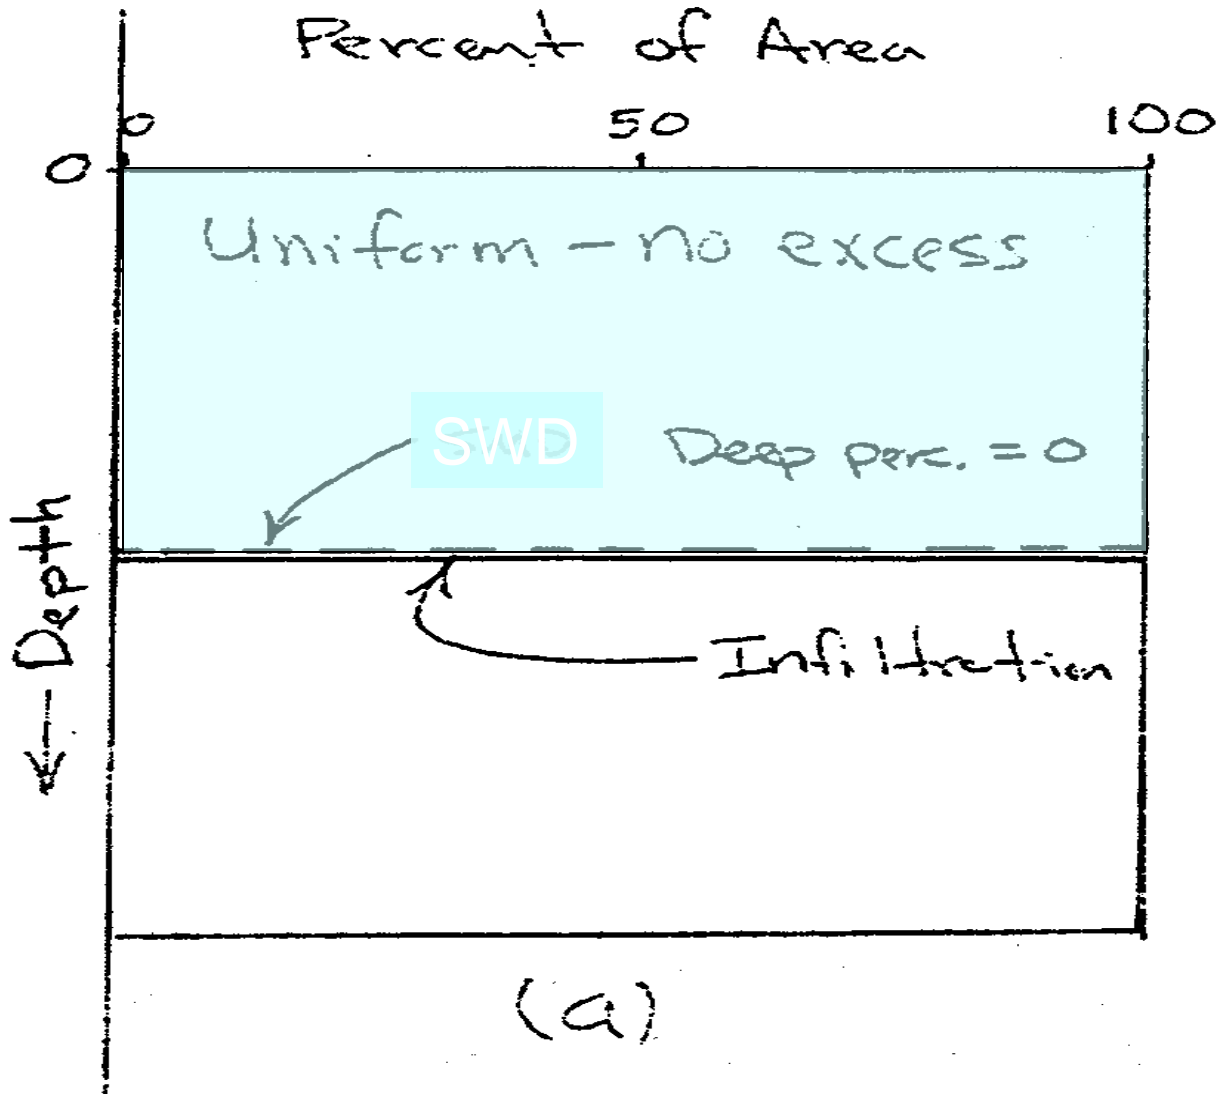 Percent of Area
0 50 100
0
Uniform - no excess
SWD Deep perc. = 0
← Depth
Infiltration
(a)